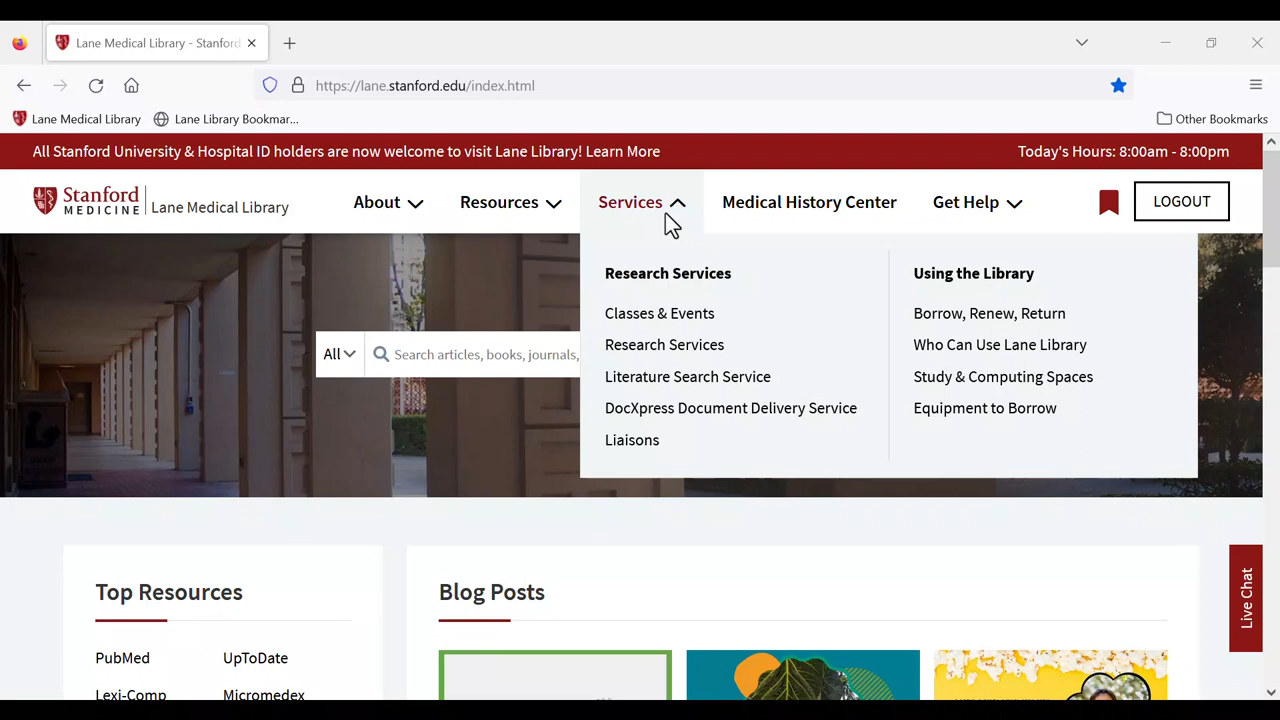 Lane Medical Library - Stanford
https://lane.stanford.edu/index.html
Lane Medical Library
Lane Library Bookmar...
Other Bookmarks
All Stanford University & Hospital ID holders are now welcome to visit Lane Library! Learn More
Today's Hours: 8:00am - 8:00pm
Stanford
MEDICINE
Lane Medical Library
About
Resources
Services
Medical History Center
Get Help
LOGOUT
Research Services
Classes & Events
Research Services
Literature Search Service
DocXpress Document Delivery Service
Liaisons
Using the Library
Borrow, Renew, Return
Who Can Use Lane Library
Study & Computing Spaces
Equipment to Borrow
All
Search articles, books, journals,
Top Resources
PubMed
UpToDate
Lexi-Comp
Micromedex
Blog Posts
Live Chat